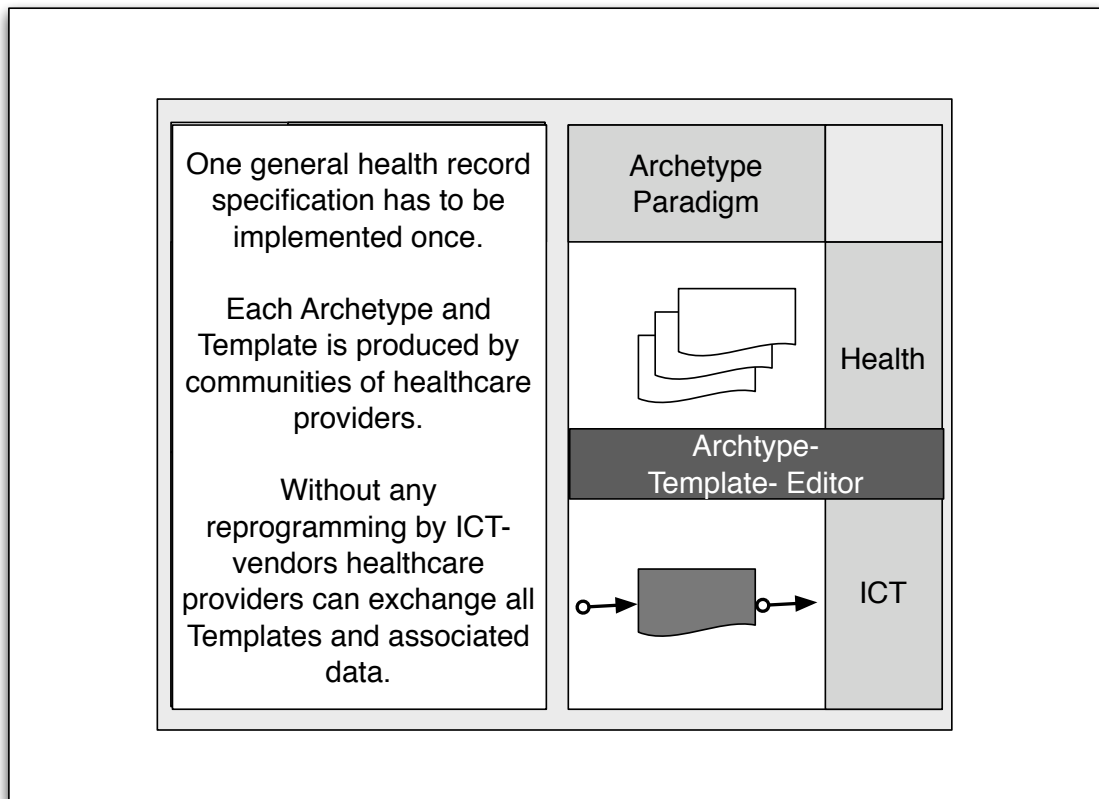 One general health record
specification has to be
implemented once.
Each Archetype and
Template is produced by
communities of healthcare
providers.
Without any
reprogramming by ICT-
vendors healthcare
providers can exchange all
Templates and associated
data.
Archetype
Paradigm
Health
Archtype-
Template- Editor
ICT